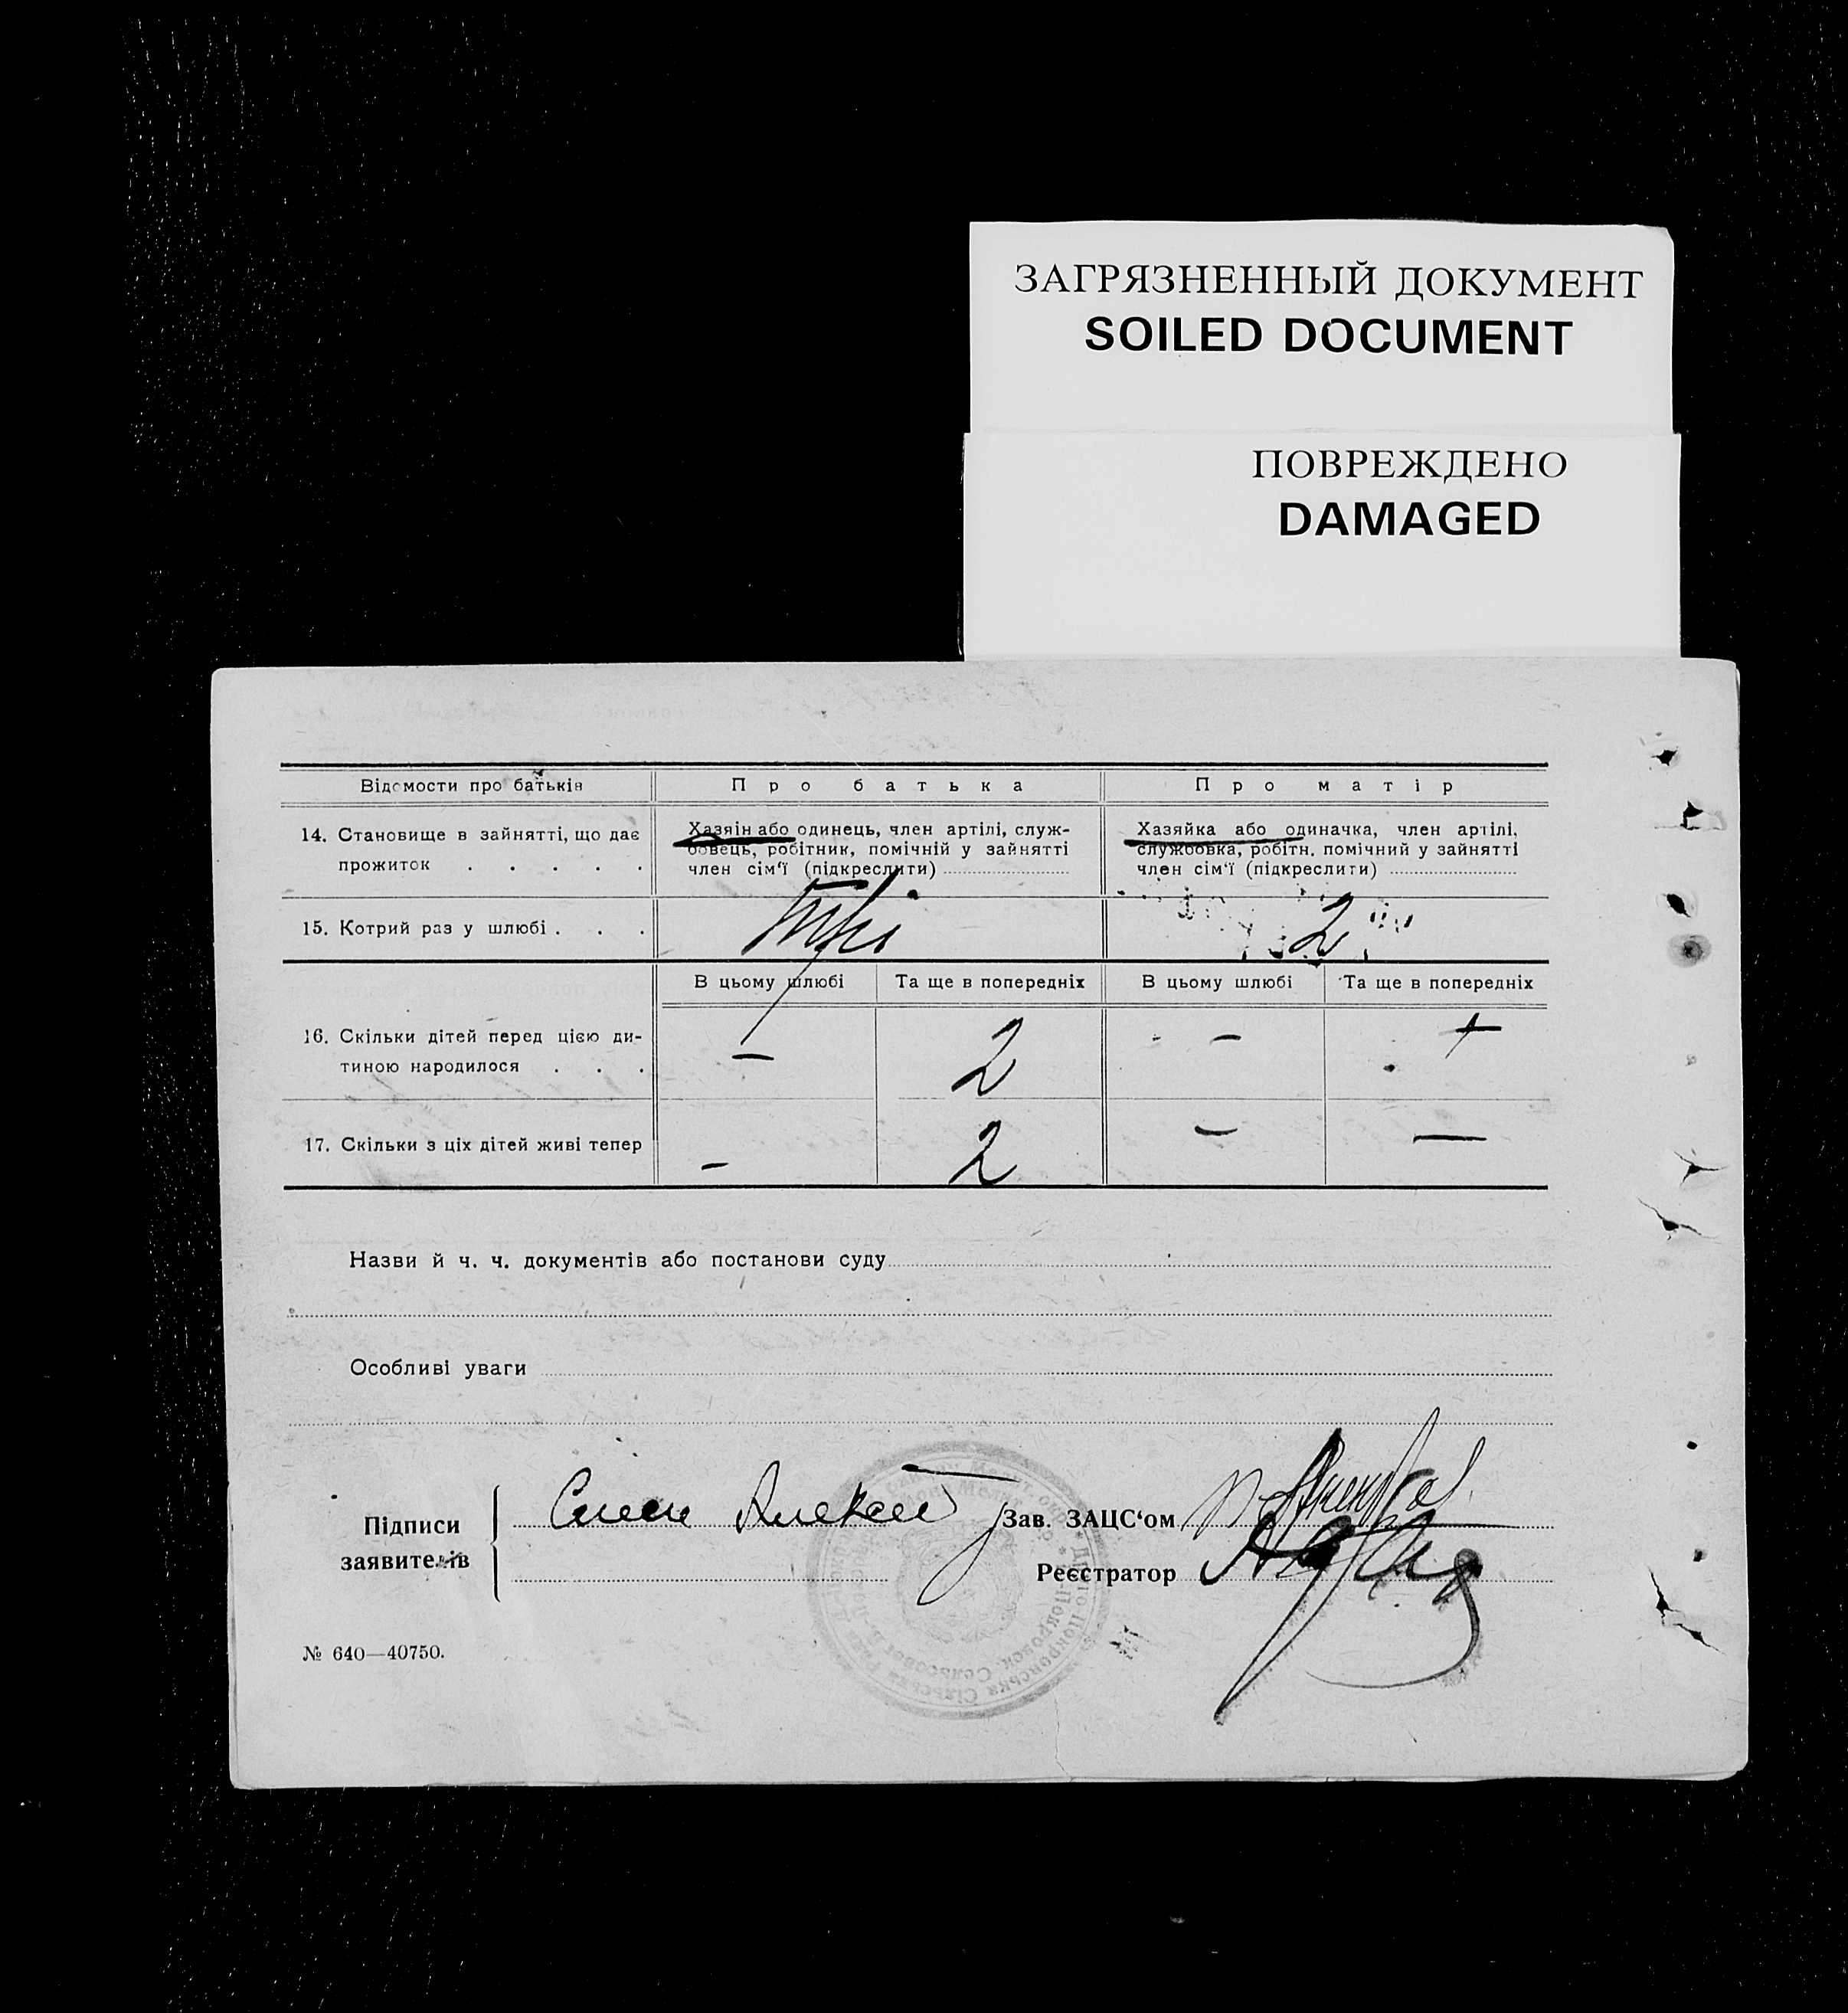 ЗАГРЯЗНЕННЫЙ ДОКУМЕНТ
SOILED DOCUMENT
ПОВРЕЖДЕНО
DAMAGED
Відомости про батьків
Про батька
Про матір
14. Становище в зайнятті, що дає
прожиток . . . . .
Хазяін або одинець, член артілі, служ-
бовець, робітник, помічній у зайнятті
член сім'ї (підкреслити)
Хазяйка або одиначка, член артілі,
службовка, робітн. помічний у зайнятті
член сім'ї (підкреслити)
15. Котрий раз у шлюбі . . .
2
В цьому шлюбі
Та ще в попередніх
В цьому шлюбі
Та ще в попередніх
16. Скільки дітей перед цією ди-
тиною народилося . . .
—
2
—
17. Скільки з ціх дітей живі тепер
—
2
—
—
Назви й ч. ч. документів або постанови суду
Особливі уваги
Підписи
заявителів
Алексей
Зав. ЗАЦС'ом
Реєстратор
№ 640—40750.